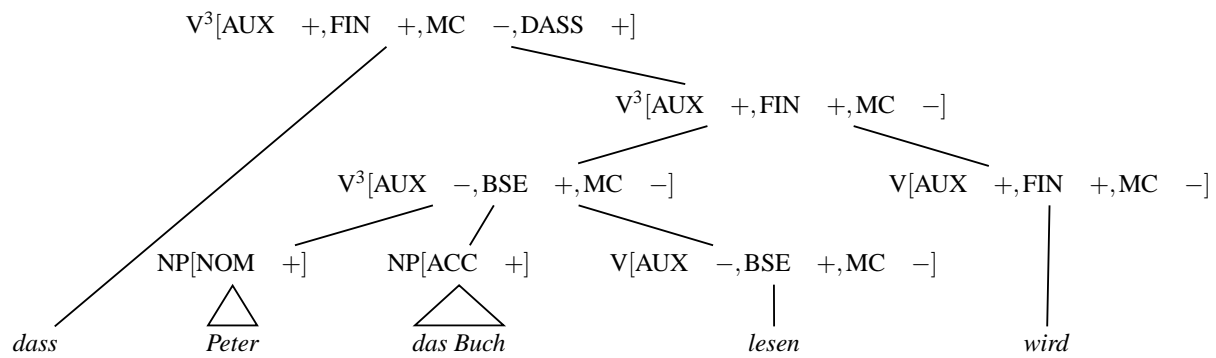 V³[AUX +,FIN +,MC −,DASS +]
V³[AUX +,FIN +,MC −]
V³[AUX −,BSE +,MC −] V[AUX +,FIN +,MC −]
NP[NOM +] NP[ACC +] V[AUX −,BSE +,MC −]
dass Peter das Buch lesen wird